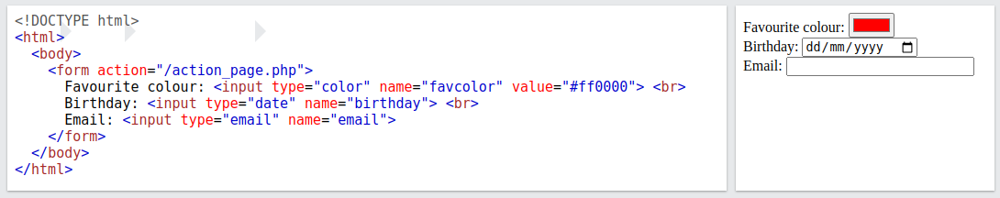 <!DOCTYPE html>
<html>
  <body>
    <form action="/action_page.php">
      Favourite colour: <input type="color" name="favcolor" value="#ff0000"> <br>
      Birthday: <input type="date" name="birthday"> <br>
      Email: <input type="email" name="email">
    </form>
  </body>
</html>
Favourite colour:
Birthday: dd/mm/yyyy
Email: